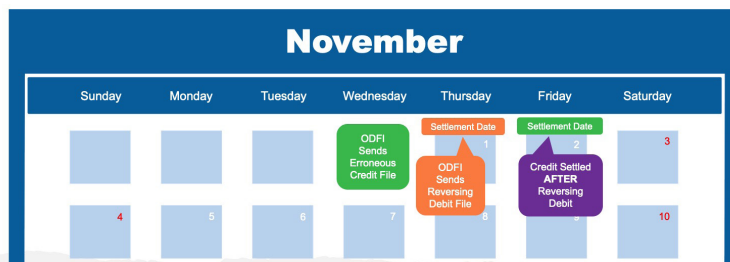 November
Sunday Monday Tuesday Wednesday Thursday Friday Saturday
ODFI
Sends
Erroneous
Credit File
Settlement Date
1
ODFI
Sends
Reversing
Debit File
Settlement Date
2
Credit Settled
AFTER
Reversing
Debit
3
4 5 6 7 8 9 10